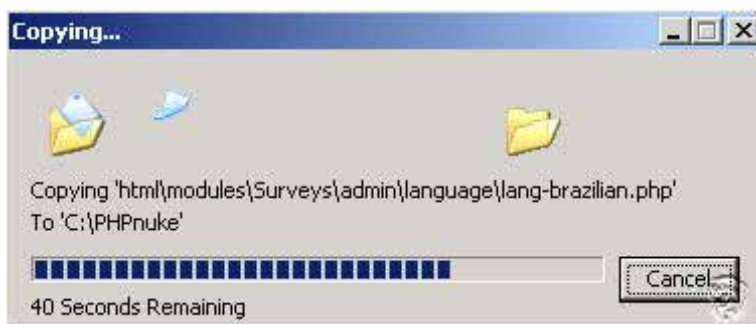 Copying...
Copying 'html\modules\Surveys\admin\language\lang-brazilian.php'
To 'C:\PHPnuke'
Cancel
40 Seconds Remaining